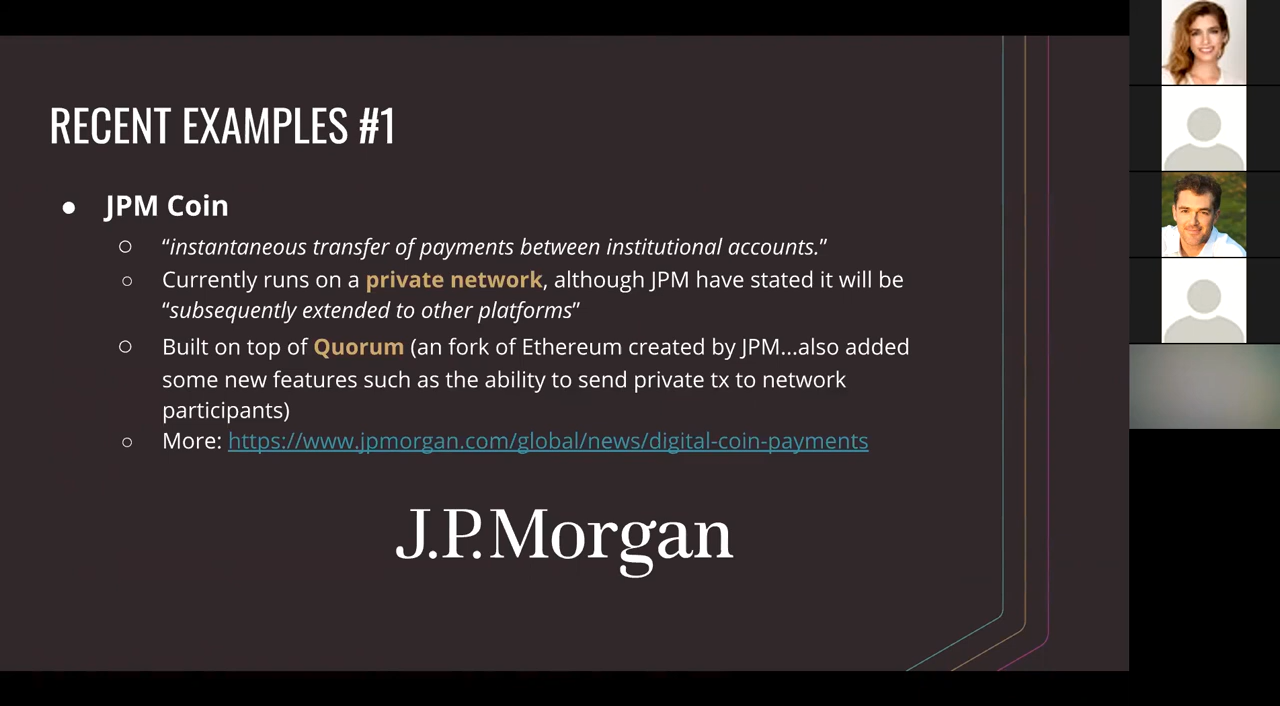 RECENT EXAMPLES #1
● JPM Coin
○ “instantaneous transfer of payments between institutional accounts.”
○ Currently runs on a private network, although JPM have stated it will be
“subsequently extended to other platforms”
○ Built on top of Quorum (an fork of Ethereum created by JPM...also added
some new features such as the ability to send private tx to network
participants)
○ More: https://www.jpmorgan.com/global/news/digital-coin-payments
J.P.Morgan